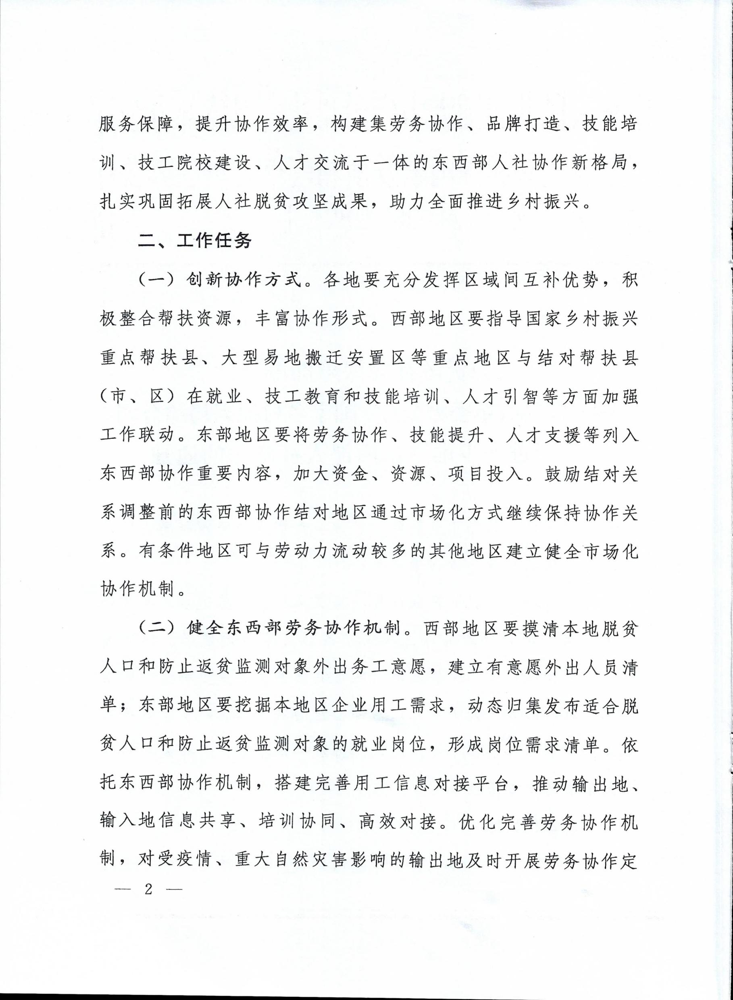 服务保障，提升协作效率，构建集劳务协作、品牌打造、技能培
训、技工院校建设、人才交流于一体的东西部人社协作新格局，
扎实巩固拓展人社脱贫攻坚成果，助力全面推进乡村振兴。
二、工作任务
（一）创新协作方式。各地要充分发挥区域间互补优势，积
极整合帮扶资源，丰富协作形式。西部地区要指导国家乡村振兴
重点帮扶县、大型易地搬迁安置区等重点地区与结对帮扶县
（市、区）在就业、技工教育和技能培训、人才引智等方面加强
工作联动。东部地区要将劳务协作、技能提升、人才支援等列入
东西部协作重要内容，加大资金、资源、项目投入。鼓励结对关
系调整前的东西部协作结对地区通过市场化方式继续保持协作关
系。有条件地区可与劳动力流动较多的其他地区建立健全市场化
协作机制。
（二）健全东西部劳务协作机制。西部地区要摸清本地脱贫
人口和防止返贫监测对象外出务工意愿，建立有意愿外出人员清
单；东部地区要挖掘本地区企业用工需求，动态归集发布适合脱
贫人口和防止返贫监测对象的就业岗位，形成岗位需求清单。依
托东西部协作机制，搭建完善用工信息对接平台，推动输出地、
输入地信息共享、培训协同、高效对接。优化完善劳务协作机
制，对受疫情、重大自然灾害影响的输出地及时开展劳务协作定
— 2 —